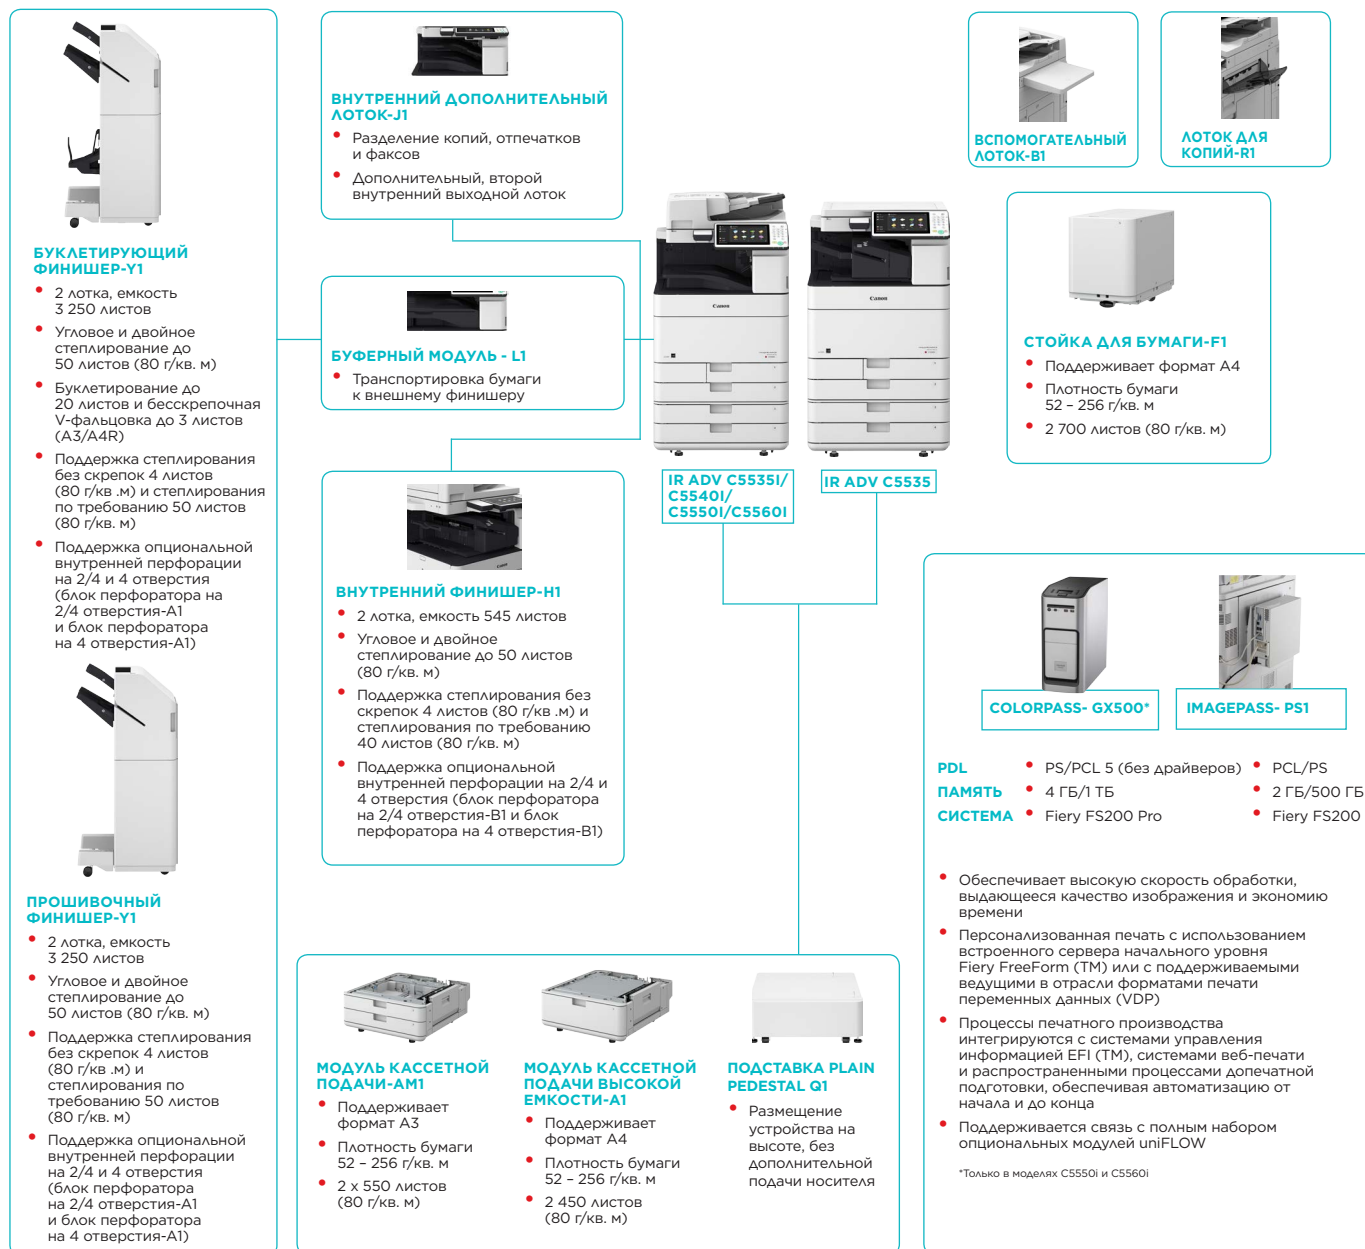 БУКЛЕТИРУЮЩИЙ
ФИНИШЕР-Y1
2 лотка, емкость
3 250 листов
Угловое и двойное
степлирование до
50 листов (80 г/кв. м)
Буклетирование до
20 листов и бесскрепочная
V-фальцовка до 3 листов
(A3/A4R)
Поддержка степлирования
без скрепок 4 листов
(80 г/кв .м) и степлирования
по требованию 50 листов
(80 г/кв. м)
Поддержка опциональной
внутренней перфорации
на 2/4 и 4 отверстия
(блок перфоратора на
2/4 отверстия-A1
и блок перфоратора
на 4 отверстия-A1)
ПРОШИВОЧНЫЙ
ФИНИШЕР-Y1
2 лотка, емкость
3 250 листов
Угловое и двойное
степлирование до
50 листов (80 г/кв. м)
Поддержка степлирования
без скрепок 4 листов
(80 г/кв .м) и
степлирования по
требованию 50 листов
(80 г/кв. м)
Поддержка опциональной
внутренней перфорации
на 2/4 и 4 отверстия
(блок перфоратора
на 2/4 отверстия-A1
и блок перфоратора
на 4 отверстия-A1)
ВНУТРЕННИЙ ДОПОЛНИТЕЛЬНЫЙ
ЛОТОК-J1
Разделение копий, отпечатков
и факсов
Дополнительный, второй
внутренний выходной лоток
БУФЕРНЫЙ МОДУЛЬ - L1
Транспортировка бумаги
к внешнему финишеру
ВНУТРЕННИЙ ФИНИШЕР-H1
2 лотка, емкость 545 листов
Угловое и двойное
степлирование до 50 листов
(80 г/кв. м)
Поддержка степлирования без
скрепок 4 листов (80 г/кв .м) и
степлирования по требованию
40 листов (80 г/кв. м)
Поддержка опциональной
внутренней перфорации на 2/4 и
4 отверстия (блок перфоратора
на 2/4 отверстия-B1 и блок
перфоратора на 4 отверстия-B1)
Canon
Canon
IR ADV C5535I/
C5540I/
C5550I/C5560I
IR ADV C5535
ВСПОМОГАТЕЛЬНЫЙ
ЛОТОК-B1
ЛОТОК ДЛЯ
КОПИЙ-R1
СТОЙКА ДЛЯ БУМАГИ-F1
Поддерживает формат A4
Плотность бумаги
52 – 256 г/кв. м
2 700 листов (80 г/кв. м)
МОДУЛЬ КАССЕТНОЙ
ПОДАЧИ-AM1
Поддерживает
формат A3
Плотность бумаги
52 – 256 г/кв. м
2 x 550 листов
(80 г/кв. м)
МОДУЛЬ КАССЕТНОЙ
ПОДАЧИ ВЫСОКОЙ
ЕМКОСТИ-A1
Поддерживает
формат A4
Плотность бумаги
52 – 256 г/кв. м
2 450 листов
(80 г/кв. м)
ПОДСТАВКА PLAIN
PEDESTAL Q1
Размещение
устройства на
высоте, без
дополнительной
подачи носителя
COLORPASS- GX500*
IMAGEPASS- PS1
PDL PS/PCL 5 (без драйверов) PCL/PS
ПАМЯТЬ 4 ГБ/1 ТБ 2 ГБ/500 ГБ
СИСТЕМА Fiery FS200 Pro Fiery FS200
Обеспечивает высокую скорость обработки,
выдающееся качество изображения и экономию
времени
Персонализованная печать с использованием
встроенного сервера начального уровня
Fiery FreeForm (TM) или с поддерживаемыми
ведущими в отрасли форматами печати
переменных данных (VDP)
Процессы печатного производства
интегрируются с системами управления
информацией EFI (TM), системами веб-печати
и распространенными процессами допечатной
подготовки, обеспечивая автоматизацию от
начала и до конца
Поддерживается связь с полным набором
опциональных модулей uniFLOW
*Только в моделях C5550i и C5560i